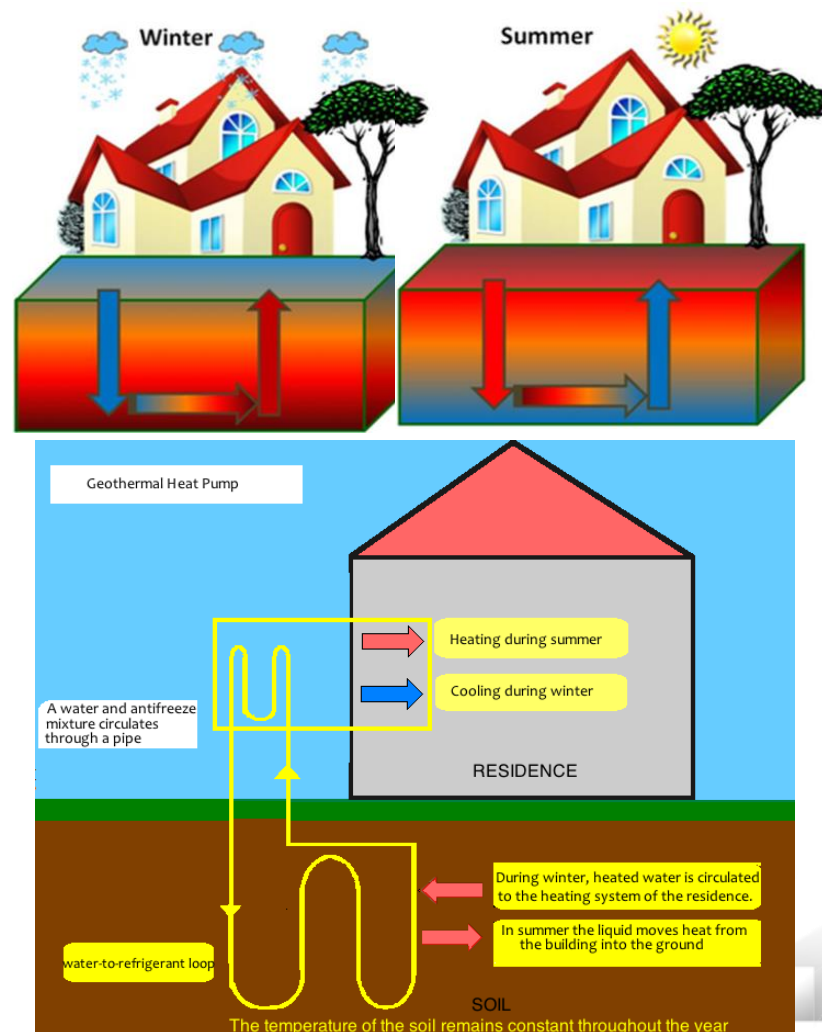 Winter
Summer
Geothermal Heat Pump
Heating during summer
Cooling during winter
A water and antifreeze
mixture circulates
through a pipe
RESIDENCE
During winter, heated water is circulated
to the heating system of the residence.
In summer the liquid moves heat from
the building into the ground
water-to-refrigerant loop
SOIL
The temperature of the soil remains constant throughout the year